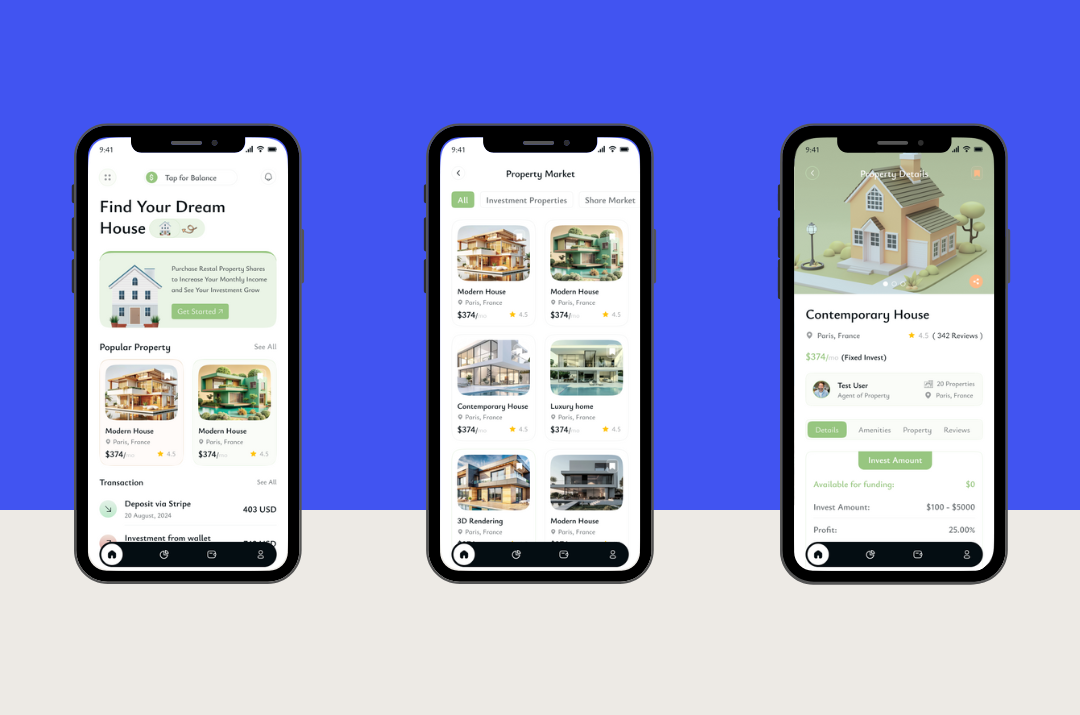 9:41
Tap for Balance
Find Your Dream
House
Purchase Rental Property Shares
to Increase Your Monthly Income
and See Your Investment Grow
Get Started
Popular Property
See All
Modern House
Paris, France
$374/mo
4.5
Modern House
Paris, France
$374/mo
4.5
Transaction
See All
Deposit via Stripe
20 August, 2024
403 USD
Investment from wallet
9:41
Property Market
All
Investment Properties
Share Market
Modern House
Paris, France
$374/mo
4.5
Modern House
Paris, France
$374/mo
4.5
Contemporary House
Paris, France
$374/mo
4.5
Luxury home
Paris, France
$374/mo
4.5
3D Rendering
Paris, France
Modern House
Paris, France
9:41
Property Details
Contemporary House
Paris, France
4.5 ( 342 Reviews )
$374/mo (Fixed Invest)
Test User
Agent of Property
20 Properties
Paris, France
Details
Amenities
Property
Reviews
Invest Amount
Available for funding:
$0
Invest Amount:
$100 - $5000
Profit:
25.00%